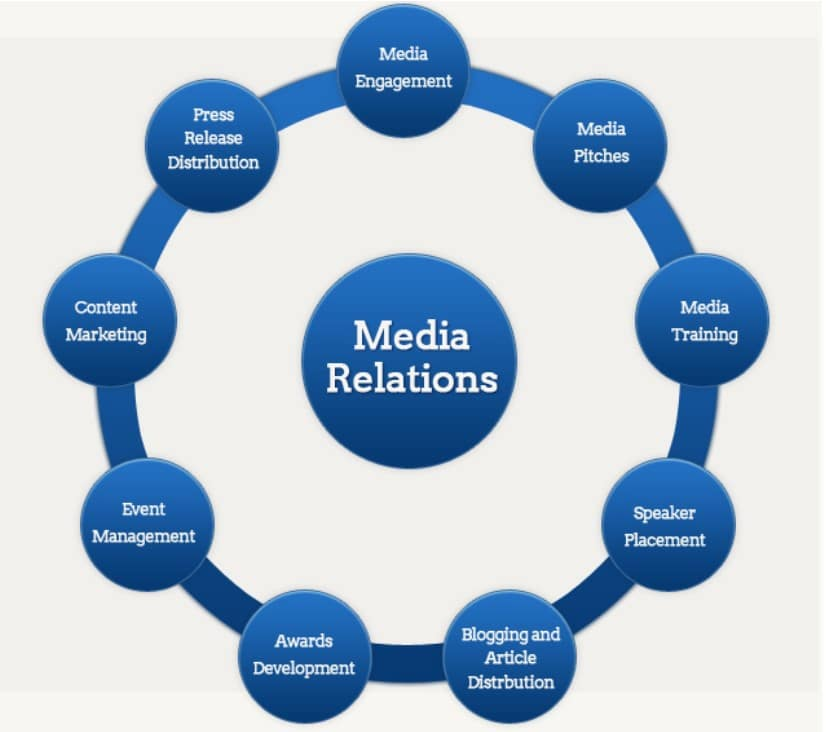 Media
Engagement
Media
Pitches
Media
Training
Speaker
Placement
Blogging and
Article
Distrbution
Awards
Development
Event
Management
Content
Marketing
Press
Release
Distribution
Media
Relations